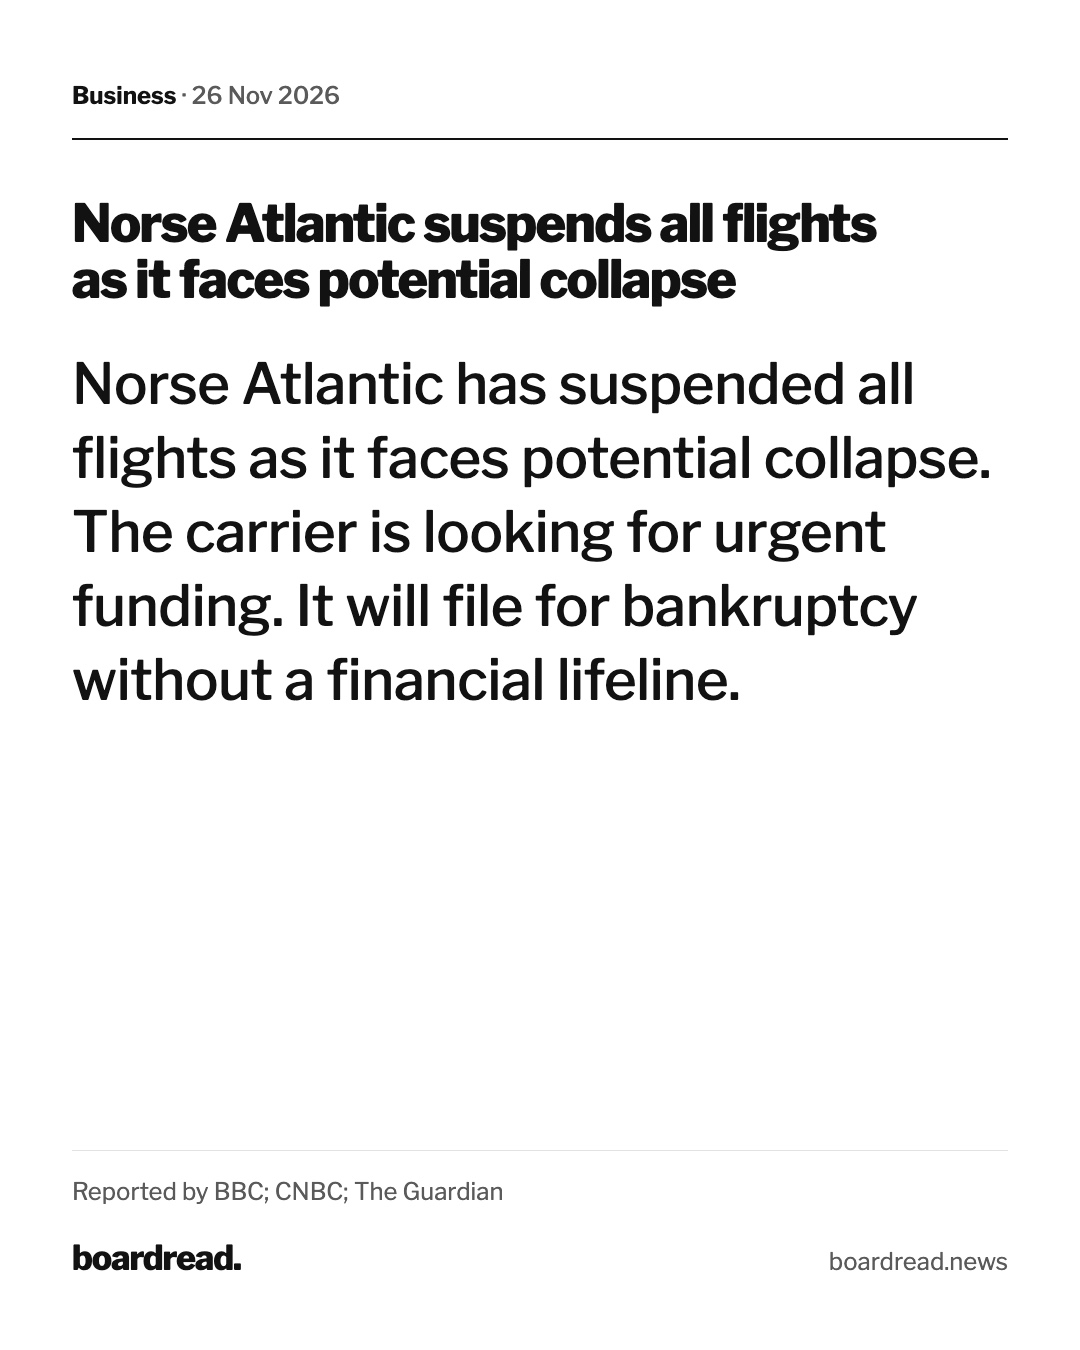 Business · 26 Nov 2026
Norse Atlantic suspends all flights
as it faces potential collapse
Norse Atlantic has suspended all
flights as it faces potential collapse.
The carrier is looking for urgent
funding. It will file for bankruptcy
without a financial lifeline.
Reported by BBC; CNBC; The Guardian
boardread.
boardread.news